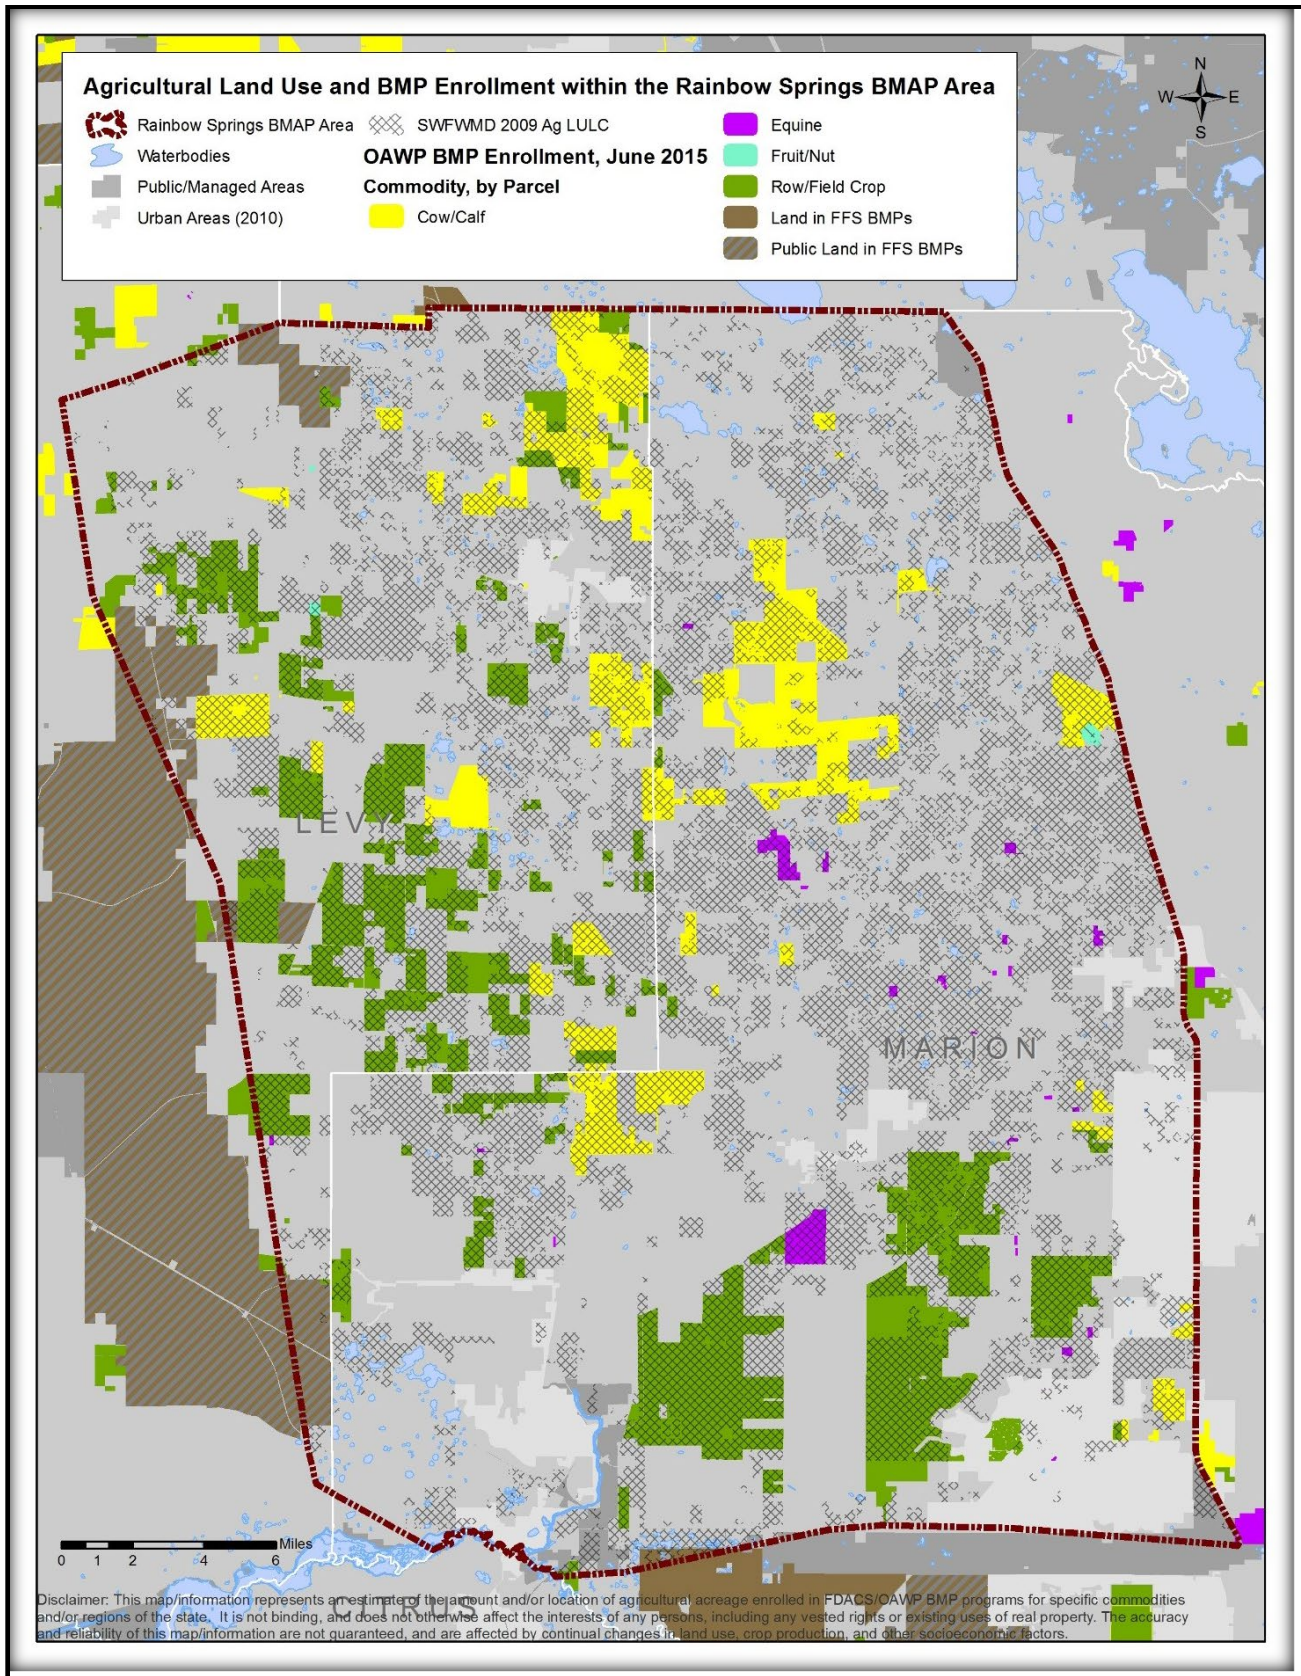 Agricultural Land Use and BMP Enrollment within the Rainbow Springs BMAP Area
Rainbow Springs BMAP Area
Waterbodies
Public/Managed Areas
Urban Areas (2010)
SWFWMD 2009 Ag LULC
OAWP BMP Enrollment, June 2015
Commodity, by Parcel
Cow/Calf
Equine
Fruit/Nut
Row/Field Crop
Land in FFS BMPs
Public Land in FFS BMPs
N
W E
S
LEVY
MARION
Miles
0 1 2 4 6
CITRUS
Disclaimer: This map/information represents an estimate of the amount and/or location of agricultural acreage enrolled in FDACS/OAWP BMP programs for specific commodities
and/or regions of the state. It is not binding, and does not otherwise affect the interests of any persons, including any vested rights or existing uses of real property. The accuracy
and reliability of this map/information are not guaranteed, and are affected by continual changes in land use, crop production, and other socioeconomic factors.